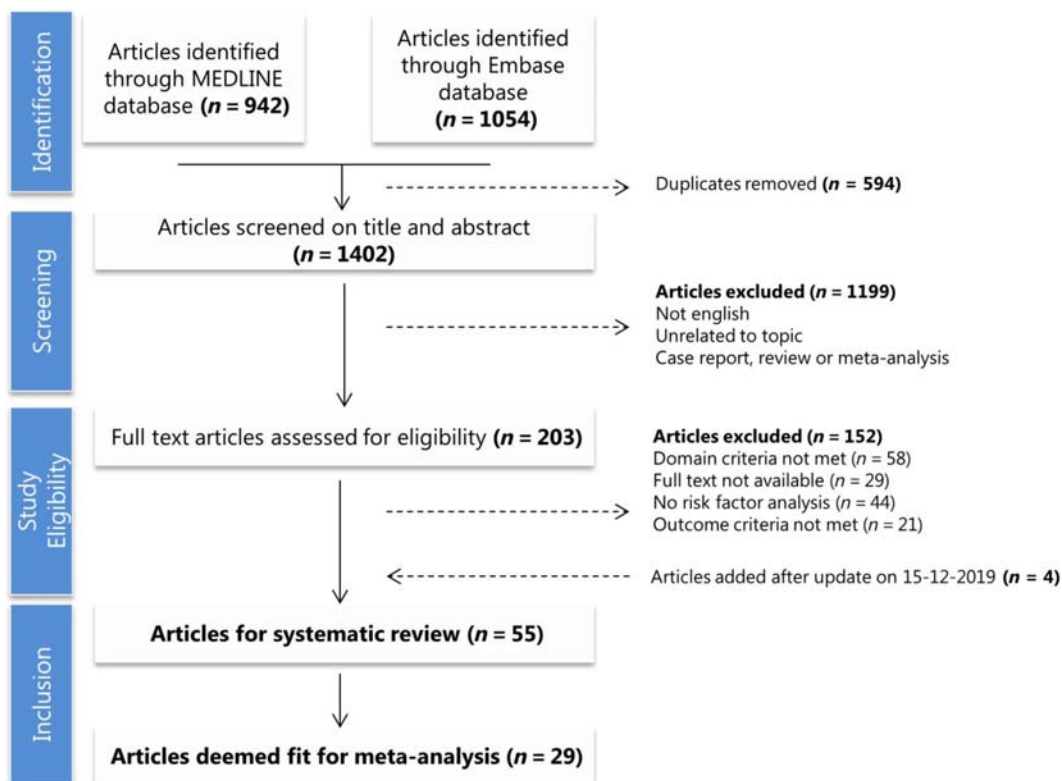 Identification
Articles identified
through MEDLINE
database (n = 942)
Articles identified
through Embase
database
(n = 1054)
Duplicates removed (n = 594)
Screening
Articles screened on title and abstract
(n = 1402)
Articles excluded (n = 1199)
Not english
Unrelated to topic
Case report, review or meta-analysis
Study
Eligibility
Full text articles assessed for eligibility (n = 203)
Articles excluded (n = 152)
Domain criteria not met (n = 58)
Full text not available (n = 29)
No risk factor analysis (n = 44)
Outcome criteria not met (n = 21)
Articles added after update on 15-12-2019 (n = 4)
Inclusion
Articles for systematic review (n = 55)
Articles deemed fit for meta-analysis (n = 29)